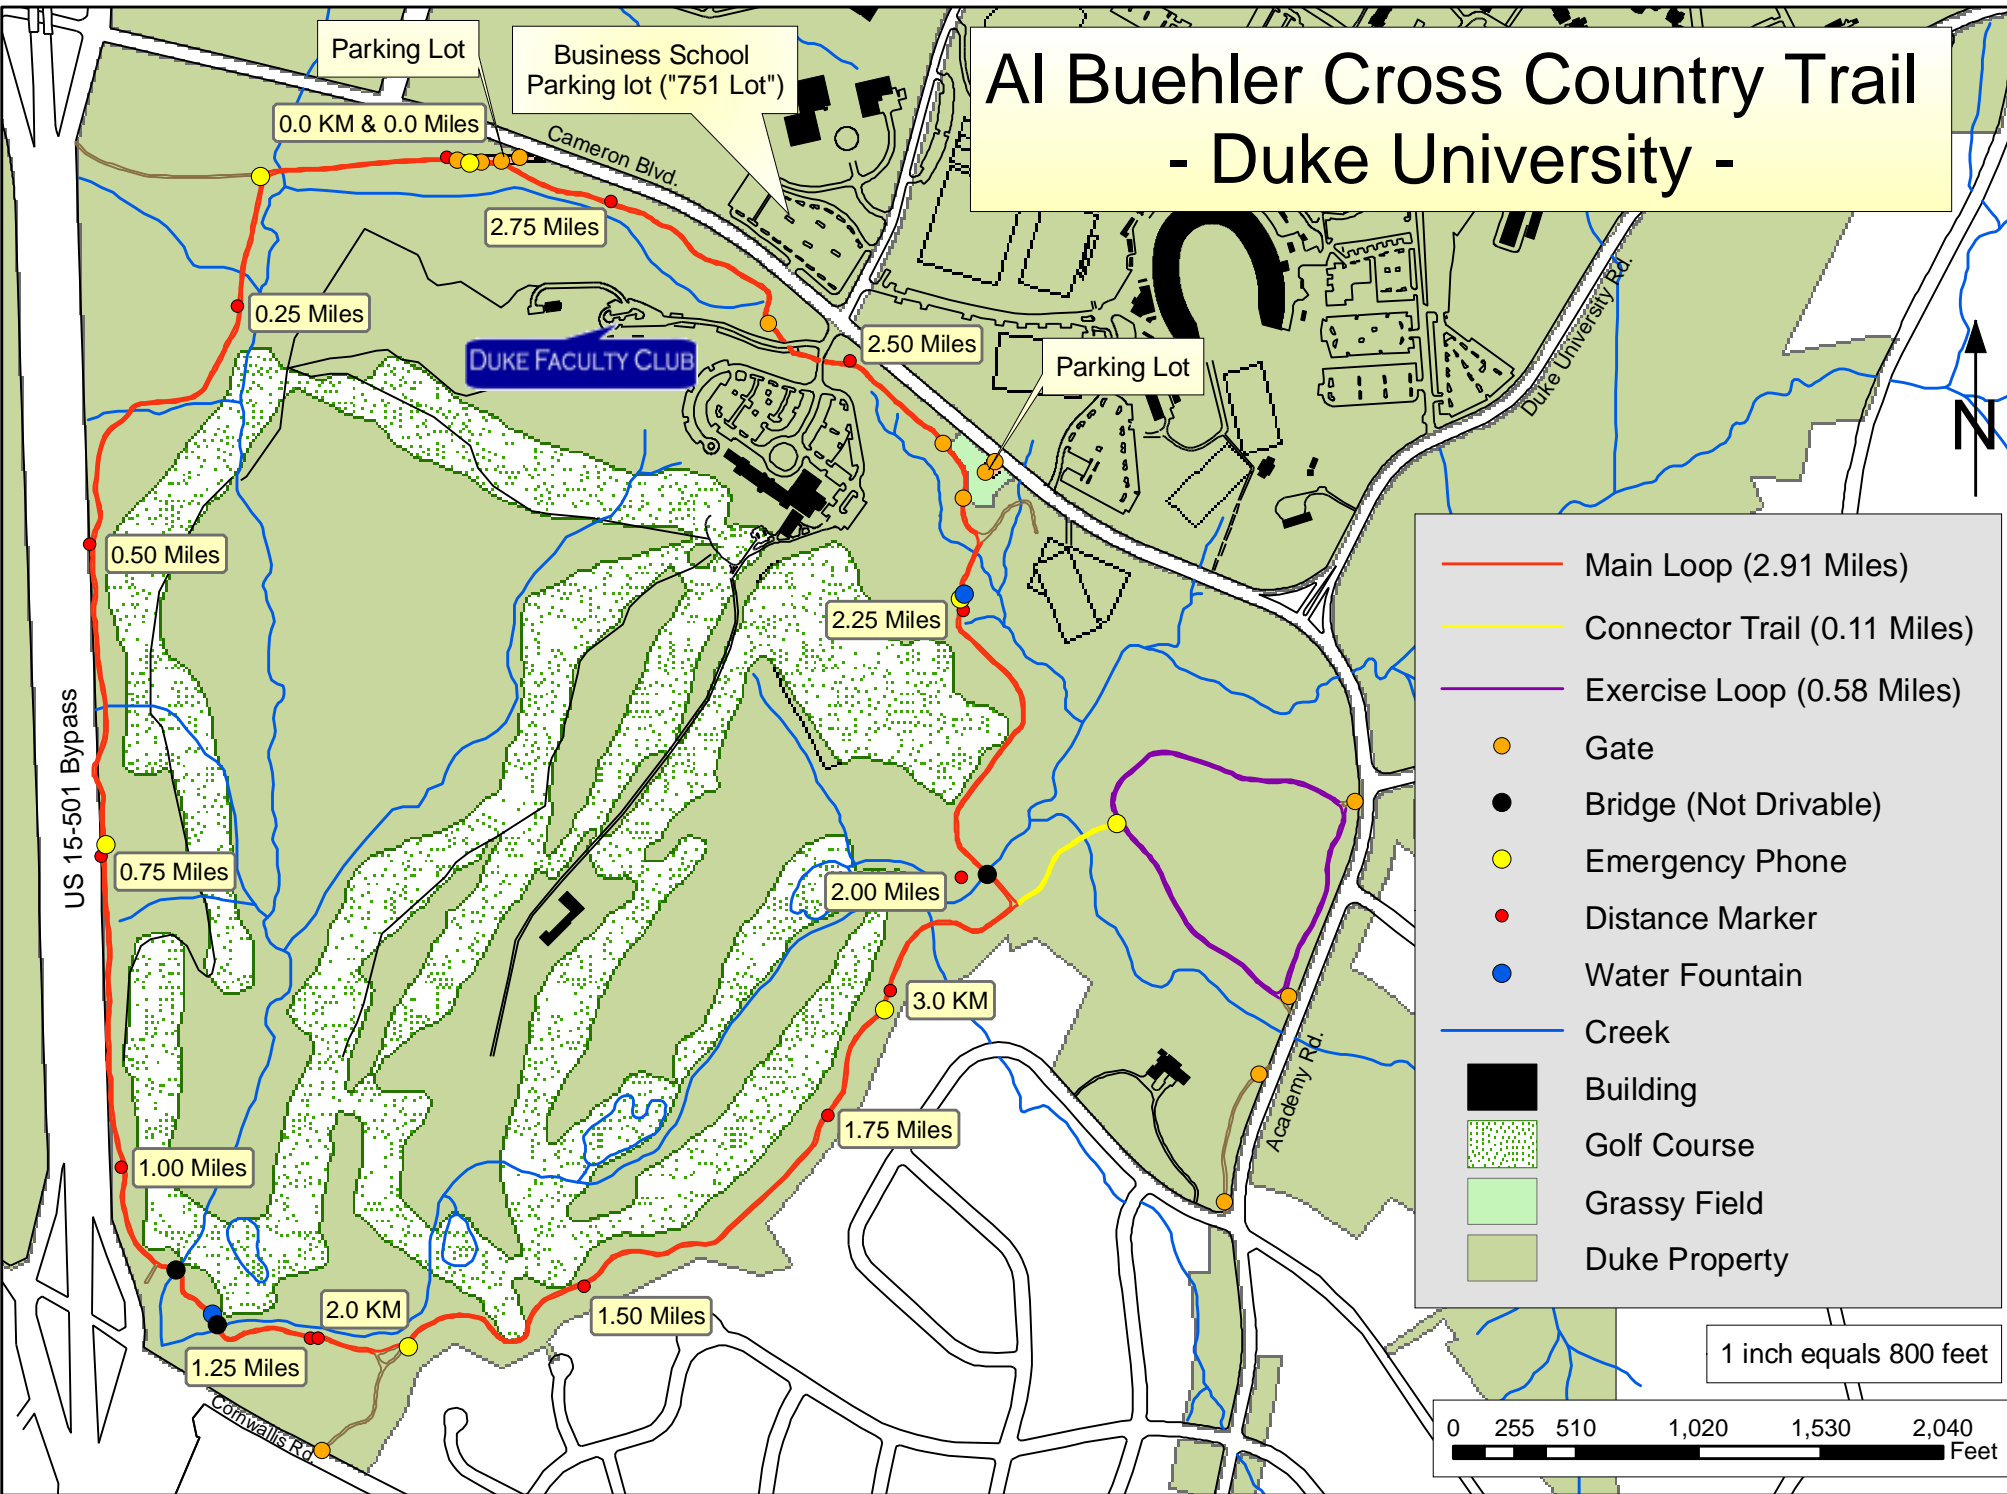 Al Buehler Cross Country Trail
- Duke University -
Parking Lot
Business School
Parking lot ("751 Lot")
0.0 KM & 0.0 Miles
Cameron Blvd.
2.75 Miles
0.25 Miles
DUKE FACULTY CLUB
2.50 Miles
Parking Lot
Duke University Rd.
N
0.50 Miles
2.25 Miles
US 15-501 Bypass
0.75 Miles
2.00 Miles
3.0 KM
1.75 Miles
Academy Rd.
1.00 Miles
2.0 KM
1.50 Miles
1.25 Miles
Cornwallis Rd.
Main Loop (2.91 Miles)
Connector Trail (0.11 Miles)
Exercise Loop (0.58 Miles)
Gate
Bridge (Not Drivable)
Emergency Phone
Distance Marker
Water Fountain
Creek
Building
Golf Course
Grassy Field
Duke Property
1 inch equals 800 feet
0 255 510 1,020 1,530 2,040
Feet